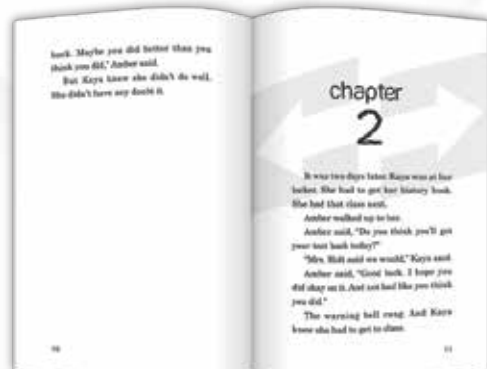 back. Maybe you did better than you
think you did," Amber said.
But Kaya knew she didn't do well.
She didn't have any doubt it.
chapter
2
It was two days later. Kaya was at her
locker. She had to get her history book.
She had that class next.
Amber walked up to her.
Amber said, "Do you think you'll get
your test back today?"
"Mrs. Holt said we would," Kaya said.
Amber said, "Good luck. I hope you
did okay on it. And not bad like you think
you did."
The warning bell rang. And Kaya
knew she had to get to class.